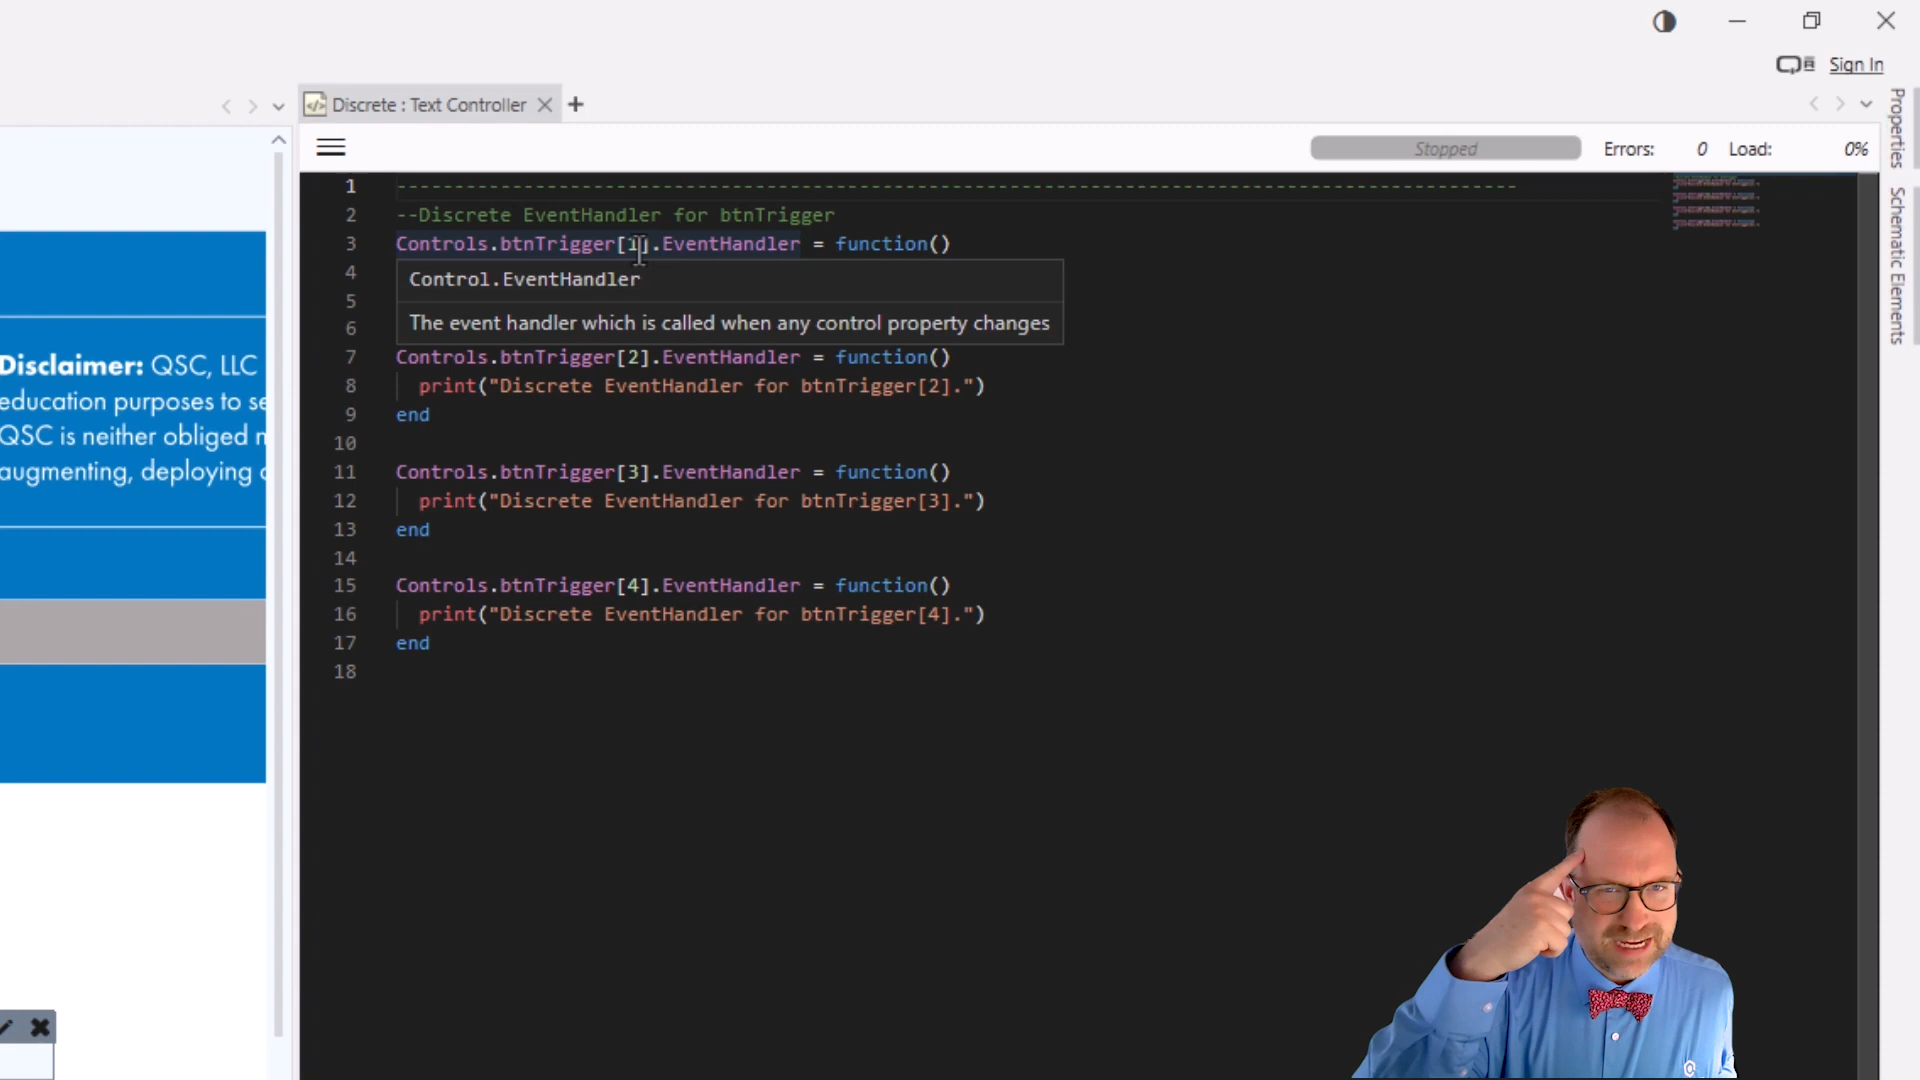 Sign In
Discrete : Text Controller
Stopped
Errors: 0 Load: 0%
Properties
Schematic Elements
Disclaimer: QSC, LLC
education purposes to se
QSC is neither obliged
augmenting, deploying
1 ------------------------------------------------------------------------------------------------
2 --Discrete EventHandler for btnTrigger
3 Controls.btnTrigger[1].EventHandler = function()
4
Control.EventHandler
5
The event handler which is called when any control property changes
6
7 Controls.btnTrigger[2].EventHandler = function()
8 print("Discrete EventHandler for btnTrigger[2].")
9 end
10
11 Controls.btnTrigger[3].EventHandler = function()
12 print("Discrete EventHandler for btnTrigger[3].")
13 end
14
15 Controls.btnTrigger[4].EventHandler = function()
16 print("Discrete EventHandler for btnTrigger[4].")
17 end
18